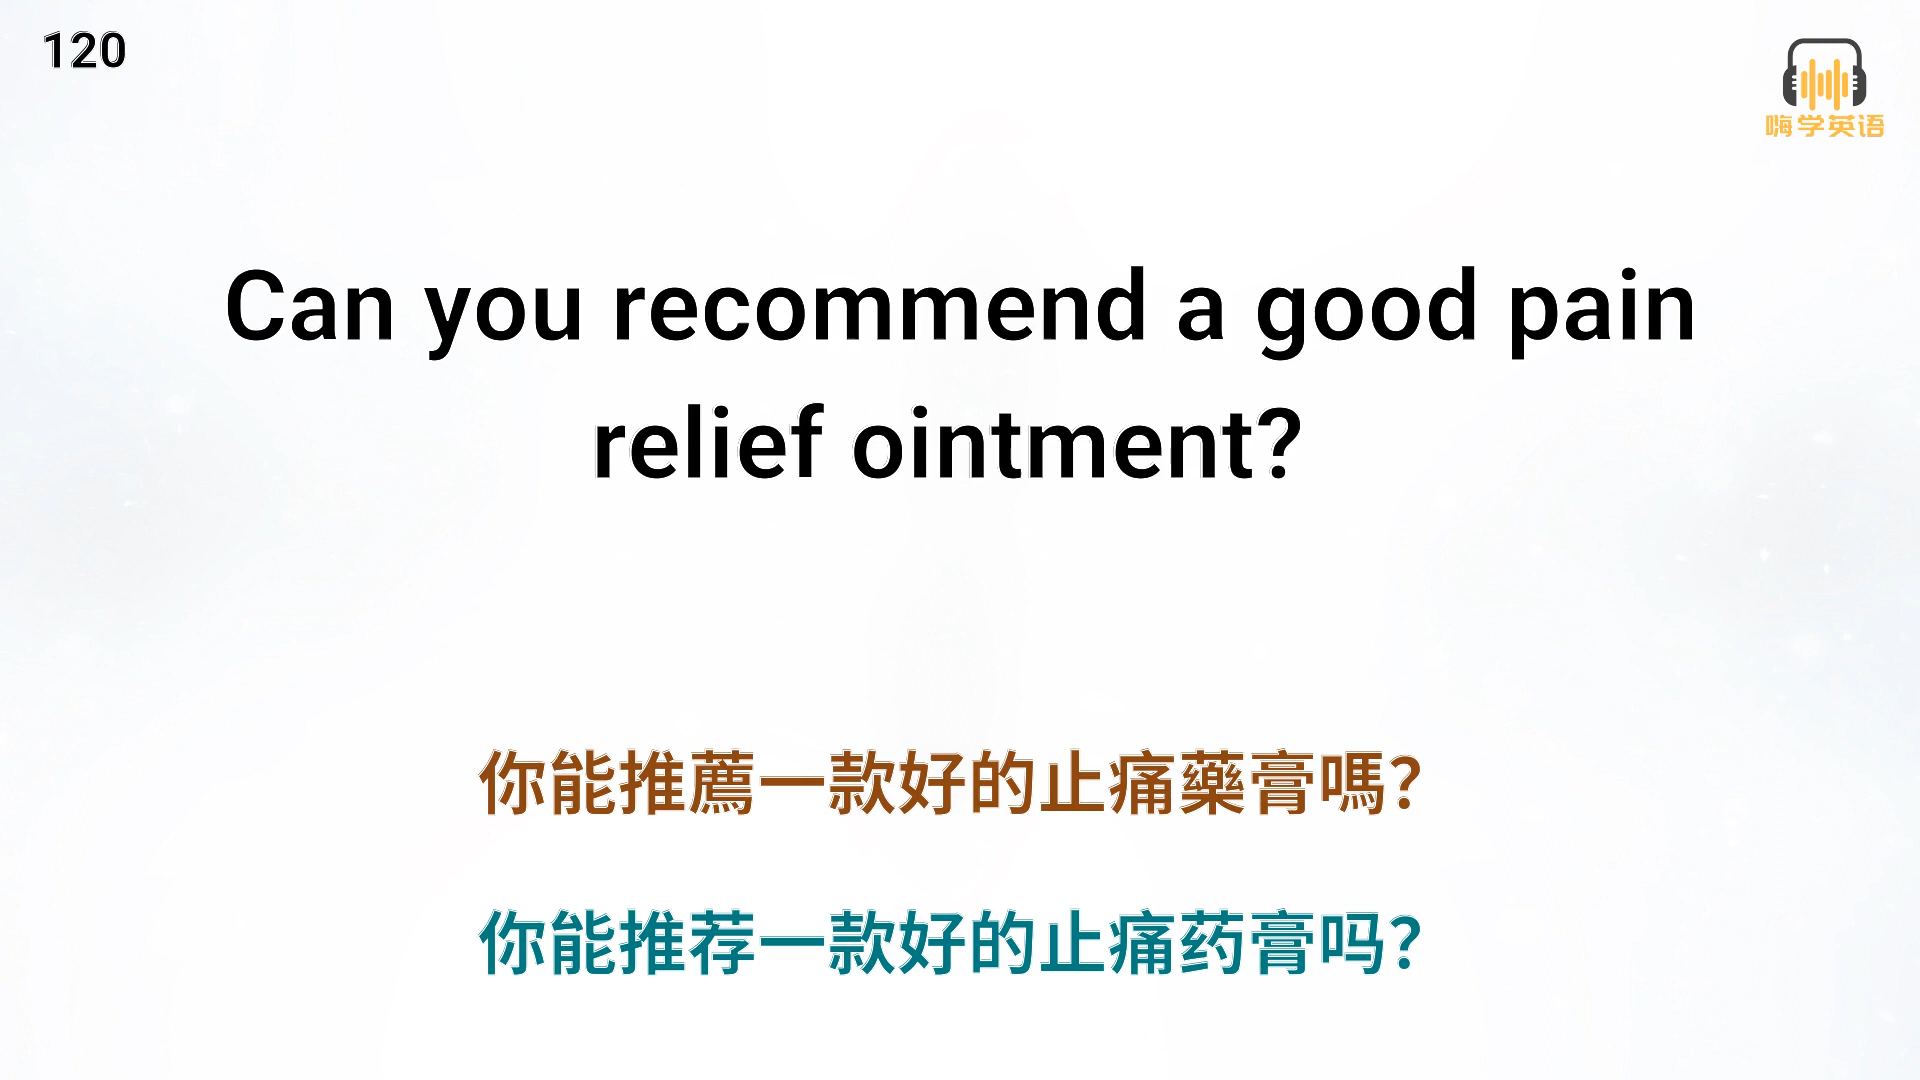 120
嗨学英语
Can you recommend a good pain
relief ointment?
你能推薦一款好的止痛藥膏嗎？
你能推荐一款好的止痛药膏吗？